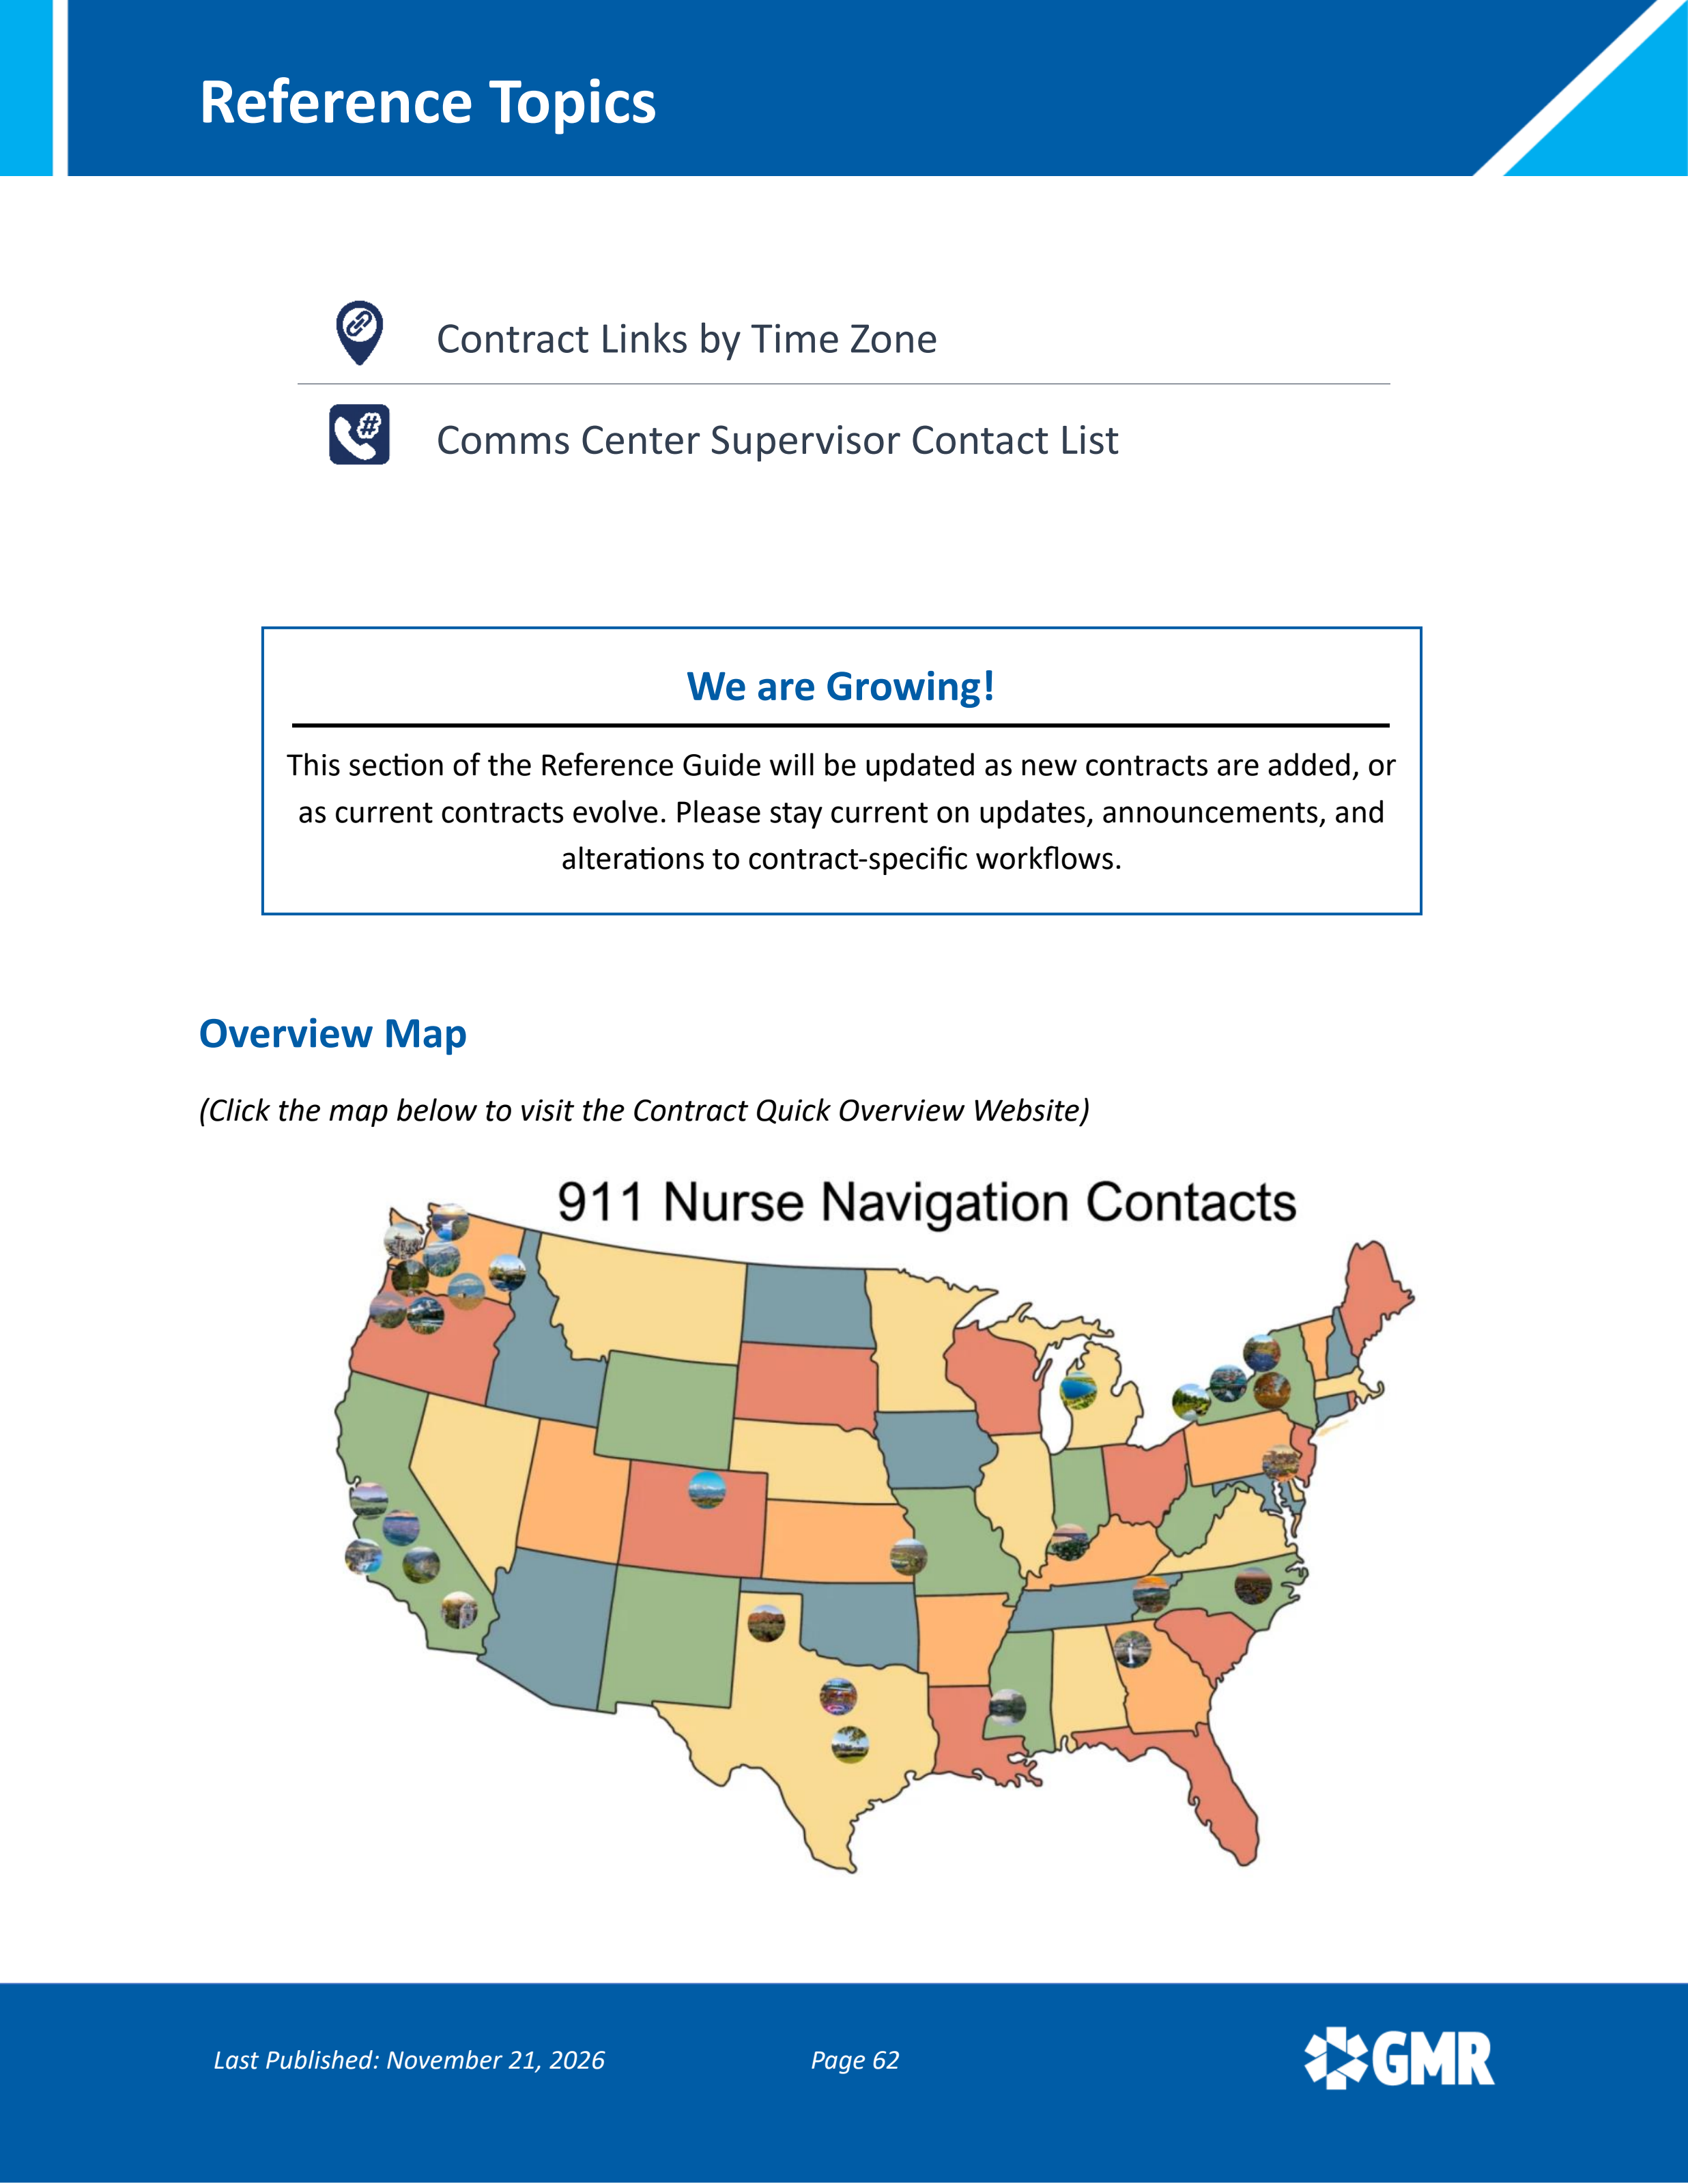 Reference Topics
Contract Links by Time Zone
#
Comms Center Supervisor Contact List
We are Growing!
This section of the Reference Guide will be updated as new contracts are added, or
as current contracts evolve. Please stay current on updates, announcements, and
alterations to contract-specific workflows.
Overview Map
(Click the map below to visit the Contract Quick Overview Website)
911 Nurse Navigation Contacts
Last Published: November 21, 2026
Page 62
GMR